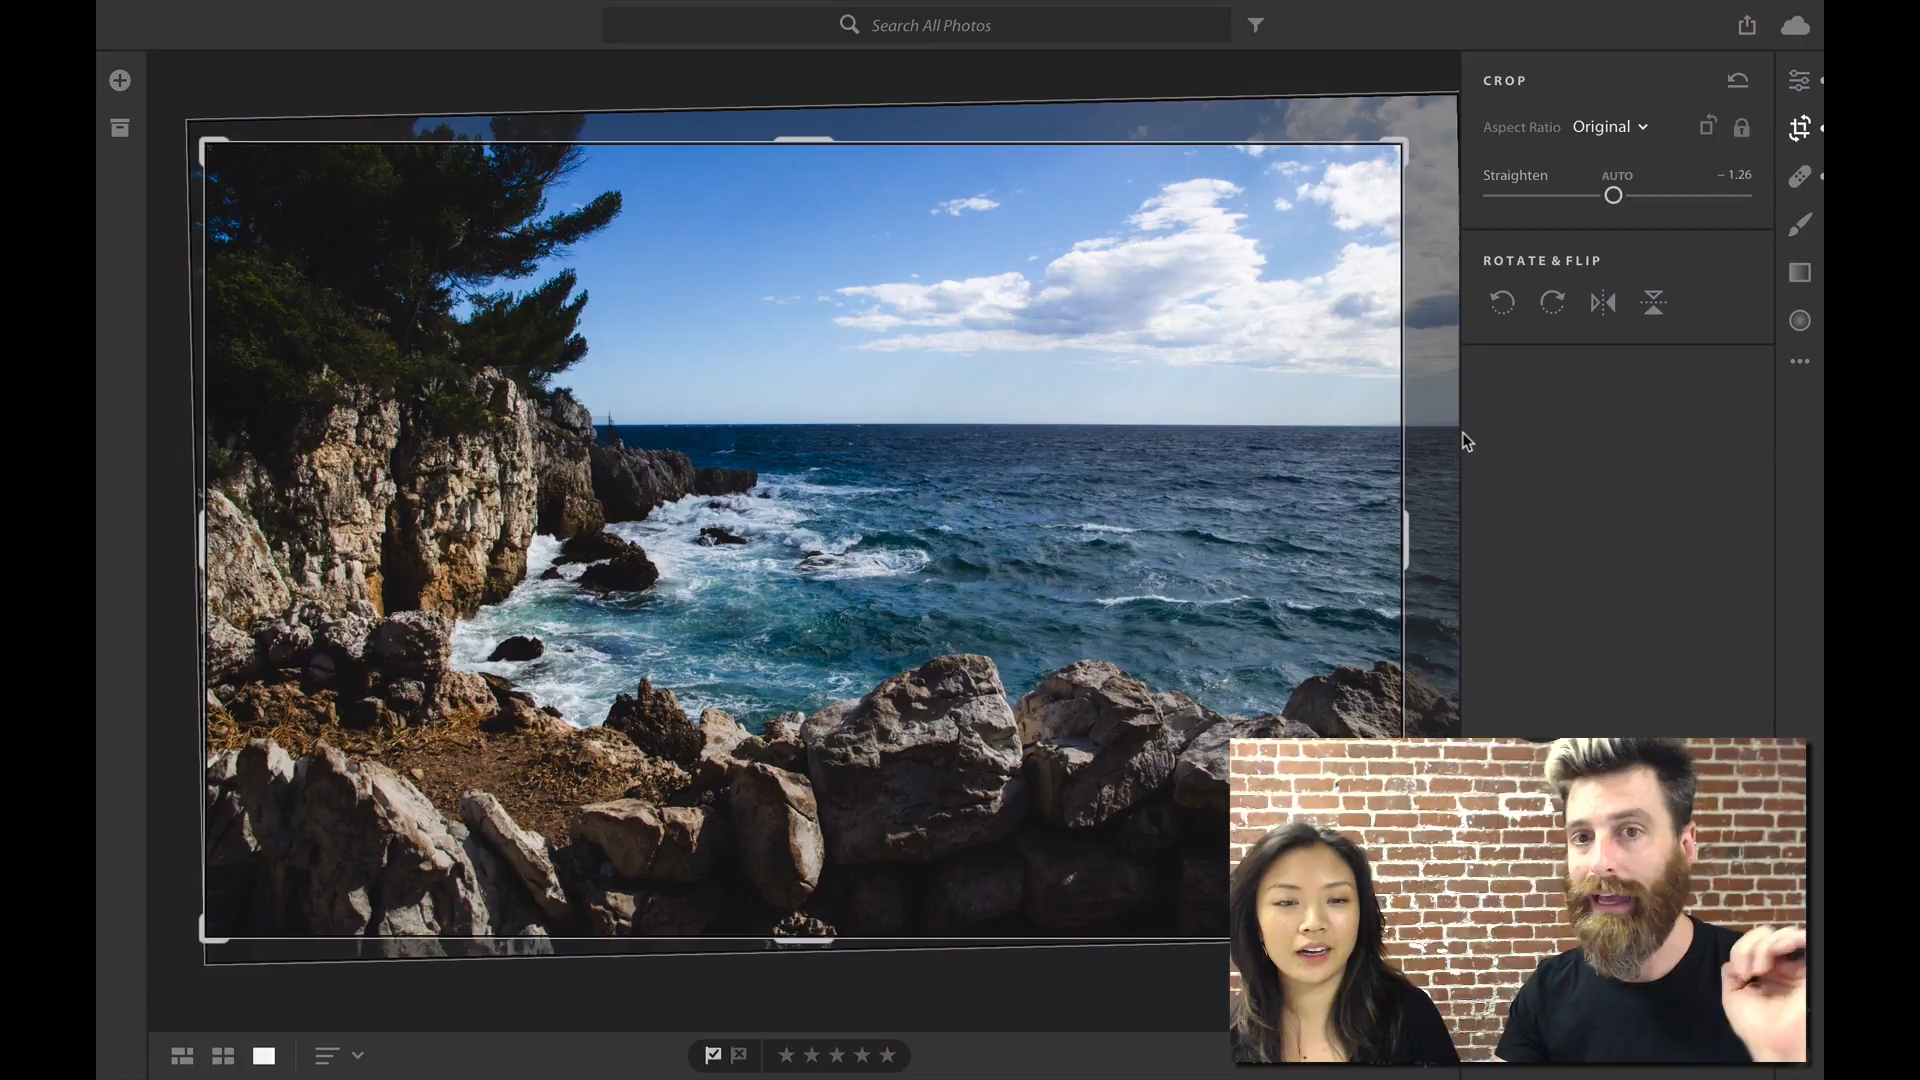 Search All Photos
CROP
Aspect Ratio Original
Straighten AUTO – 1.26
ROTATE & FLIP